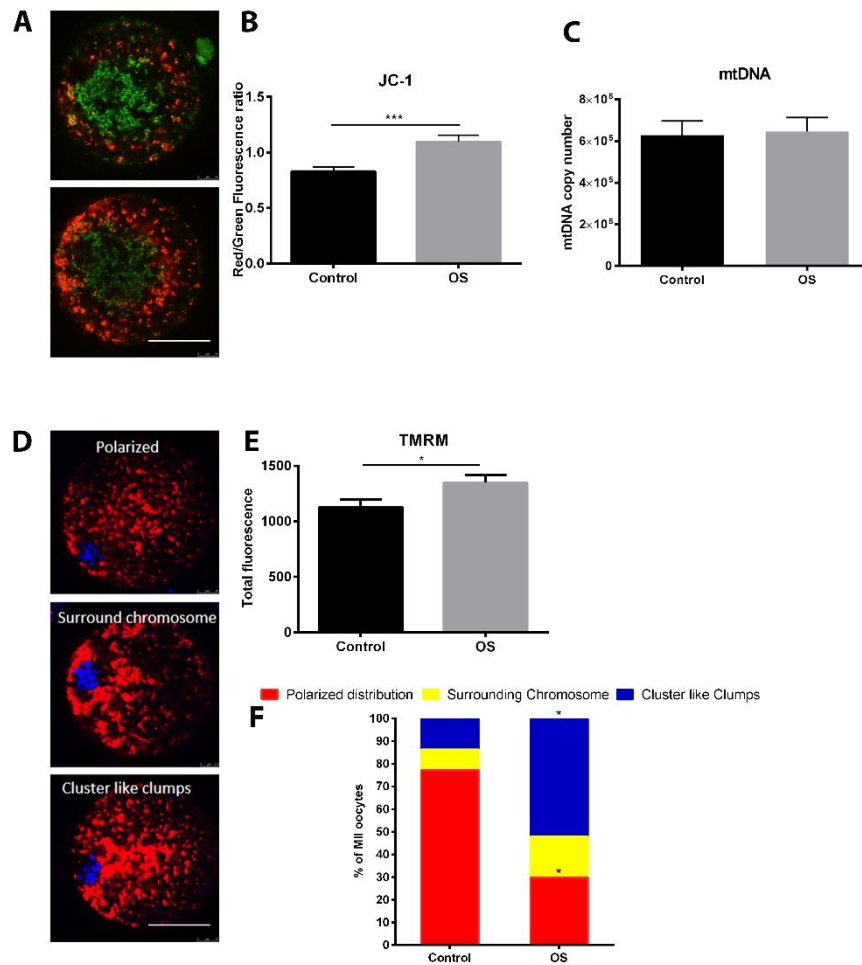 A
B
JC-1
Red/Green Fluorescence ratio
1.5
1.0
0.5
0.0
***
Control
OS
C
mtDNA
mtDNA copy number
8×10⁵
6×10⁵
4×10⁵
2×10⁵
0
Control
OS
D
Polarized
Surround chromosome
Cluster like clumps
E
TMRM
Total fluorescence
1500
1000
500
0
*
Control
OS
Polarized distribution
Surrounding Chromosome
Cluster like Clumps
F
% of MII oocytes
100
90
80
70
60
50
40
30
20
10
0
*
*
Control
OS